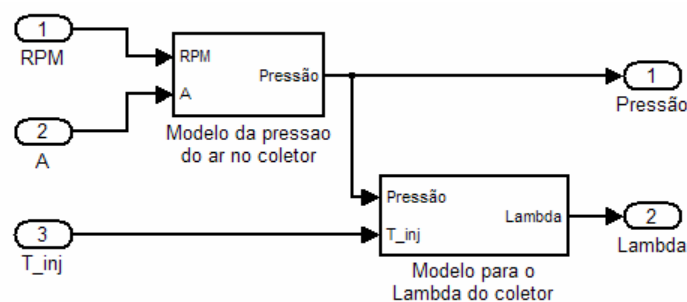 1
RPM
2
A
3
T_inj
RPM
A
Pressão
Modelo da pressao
do ar no coletor
Pressão
T_inj
Lambda
Modelo para o
Lambda do coletor
1
Pressão
2
Lambda